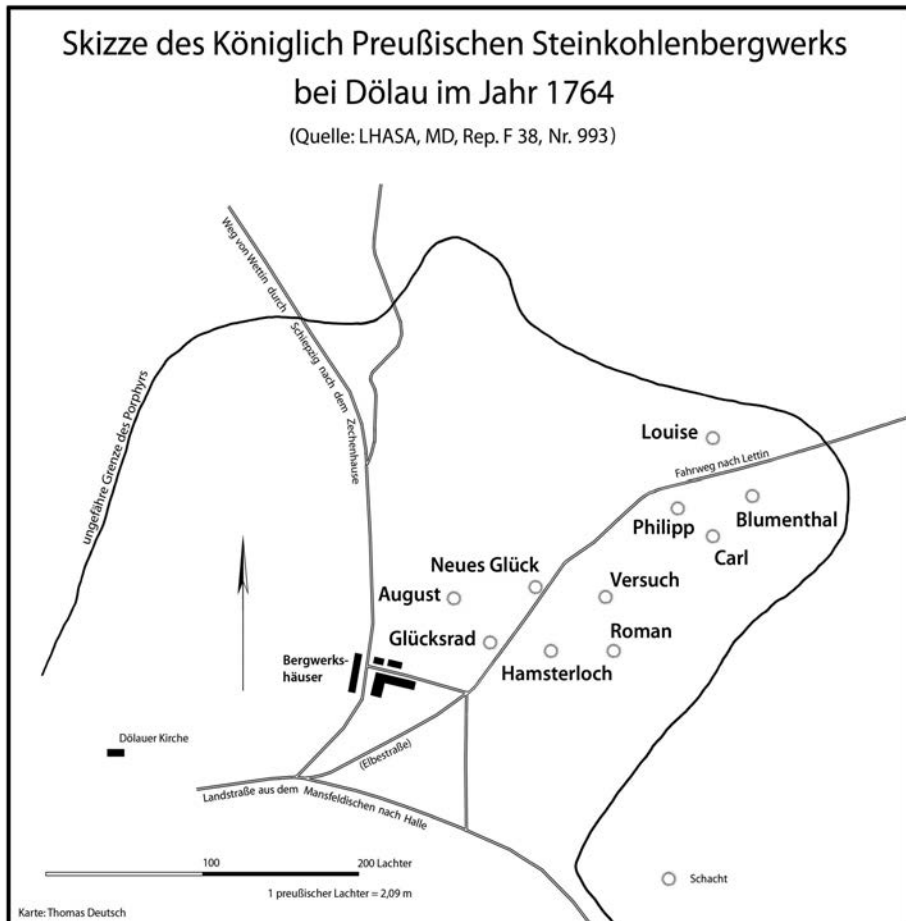 Skizze des Königlich Preußischen Steinkohlenbergwerks
bei Dölau im Jahr 1764
(Quelle: LHASA, MD, Rep. F 38, Nr. 993)
Weg von Wettin durch Schiepzig nach dem Zechenhause
ungefähre Grenze des Porphyrs
Louise
Fahrweg nach Lettin
Philipp
Blumenthal
Carl
Neues Glück
August
Versuch
Glücksrad
Roman
Hamsterloch
Bergwerks-
häuser
Dölauer Kirche
(Elbestraße)
Landstraße aus dem Mansfeldischen nach Halle
100
200 Lachter
1 preußischer Lachter = 2,09 m
Schacht
Karte: Thomas Deutsch